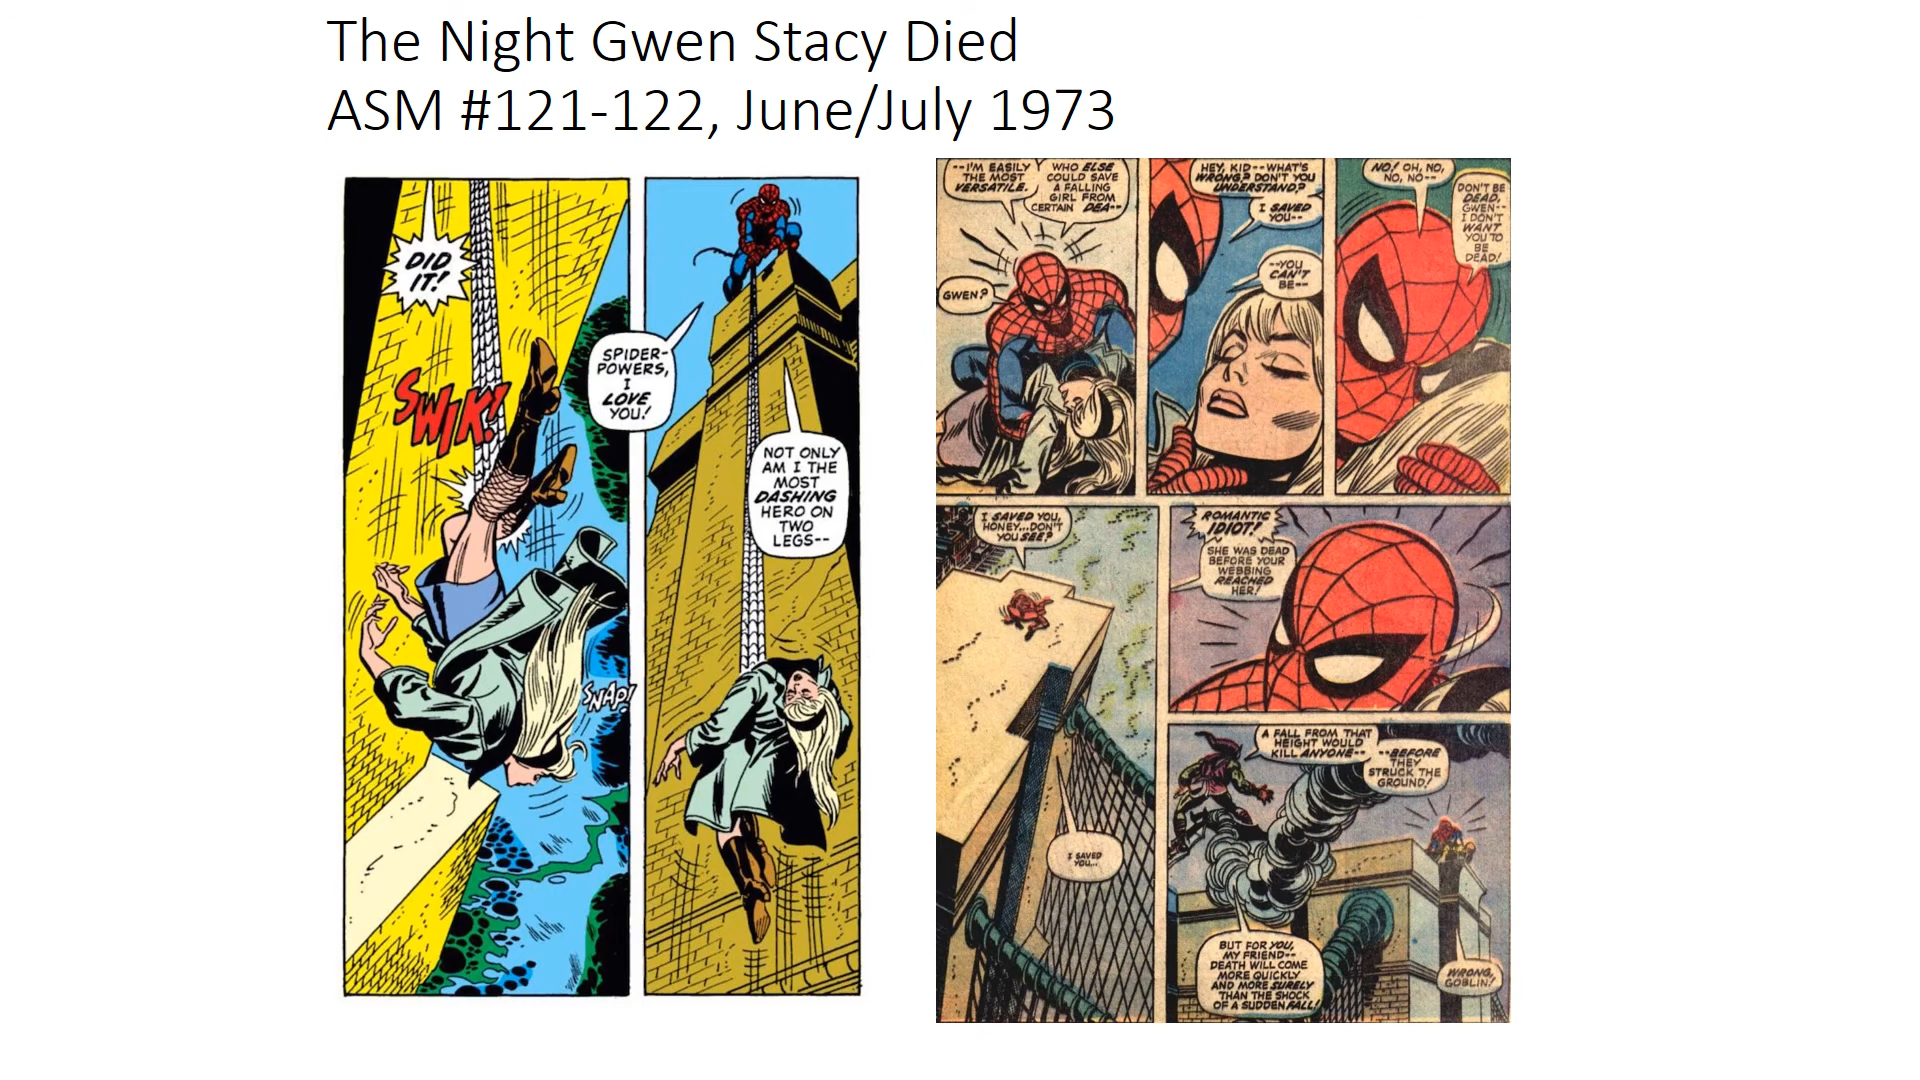 The Night Gwen Stacy Died
ASM #121-122, June/July 1973
DID
IT!
SWIK!
SNAP!
SPIDER-
POWERS,
I
LOVE
YOU!
NOT ONLY
AM I THE
MOST
DASHING
HERO ON
TWO
LEGS--
--I'M EASILY
THE MOST
VERSATILE.
WHO ELSE
COULD SAVE
A FALLING
GIRL FROM
CERTAIN DEA--
GWEN?
HEY, KID--WHAT'S
WRONG? DON'T YOU
UNDERSTAND?
I SAVED
YOU--
--YOU
CAN'T
BE--
NO! OH, NO,
NO, NO--
DON'T BE
DEAD,
GWEN--
I DON'T
WANT
YOU TO
BE
DEAD!
I SAVED YOU,
HONEY...DON'T
YOU SEE?
I SAVED
YOU...
ROMANTIC
IDIOT!
SHE WAS DEAD
BEFORE YOUR
WEBBING
REACHED
HER!
A FALL FROM THAT
HEIGHT WOULD
KILL ANYONE--
--BEFORE
THEY
STRUCK THE
GROUND!
BUT FOR YOU,
MY FRIEND--
DEATH WILL COME
MORE QUICKLY
AND MORE SURELY
THAN THE SHOCK
OF A SUDDEN FALL!
WRONG,
GOBLIN!